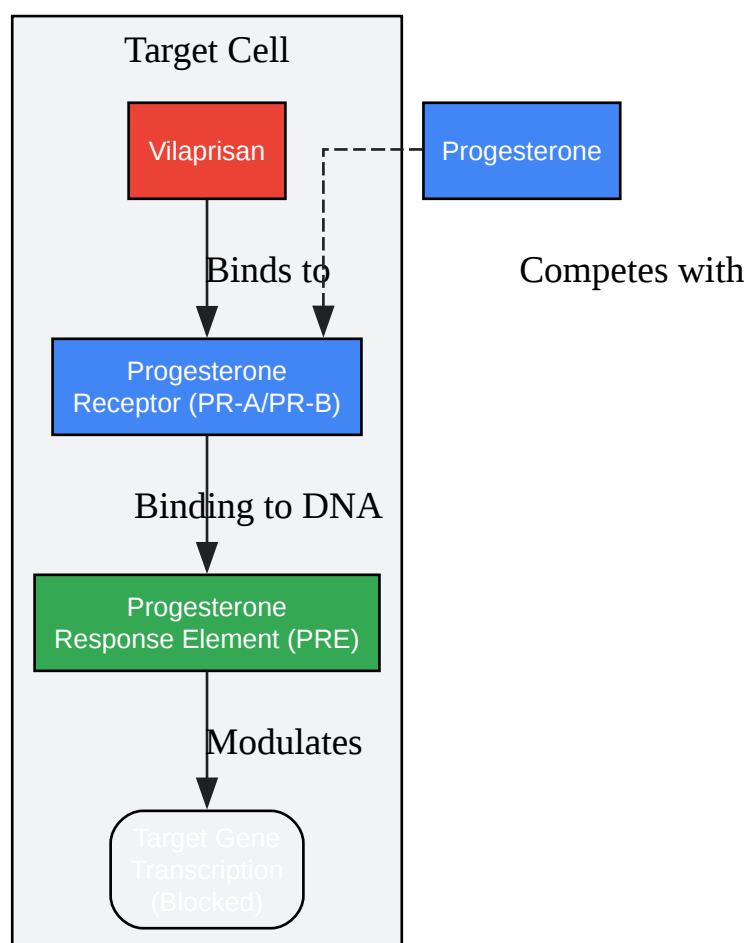 Target Cell
Vilaprisan
Progesterone
Binds to
Competes with
Progesterone
Receptor (PR-A/PR-B)
Binding to DNA
Progesterone
Response Element (PRE)
Modulates
Target Gene
Transcription
(Blocked)